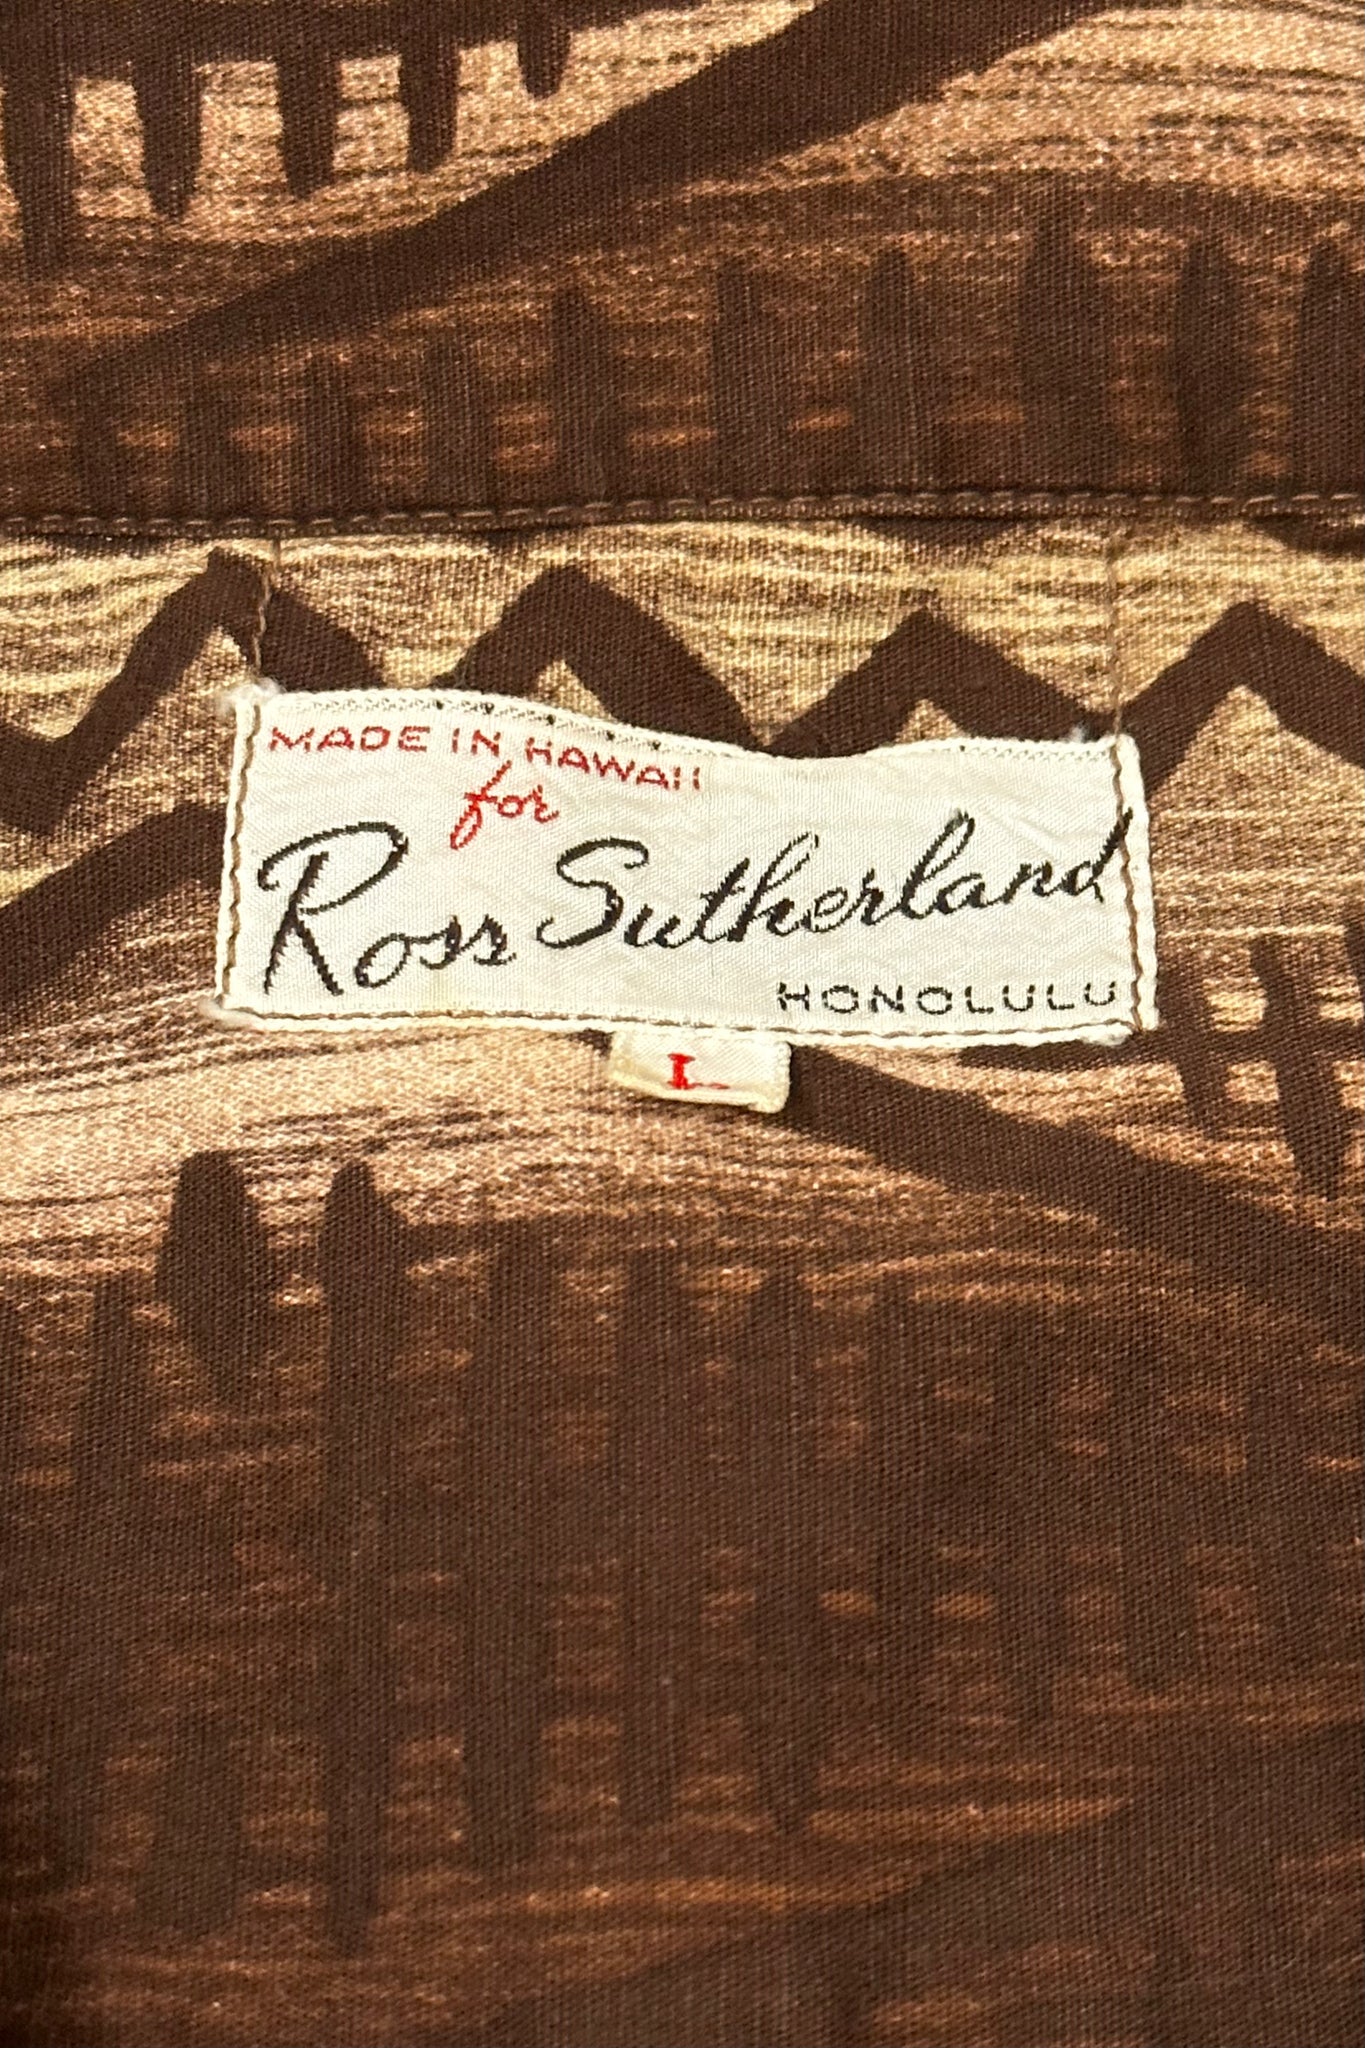 MADE IN HAWAII
for
Ross Sutherland
HONOLULU
L